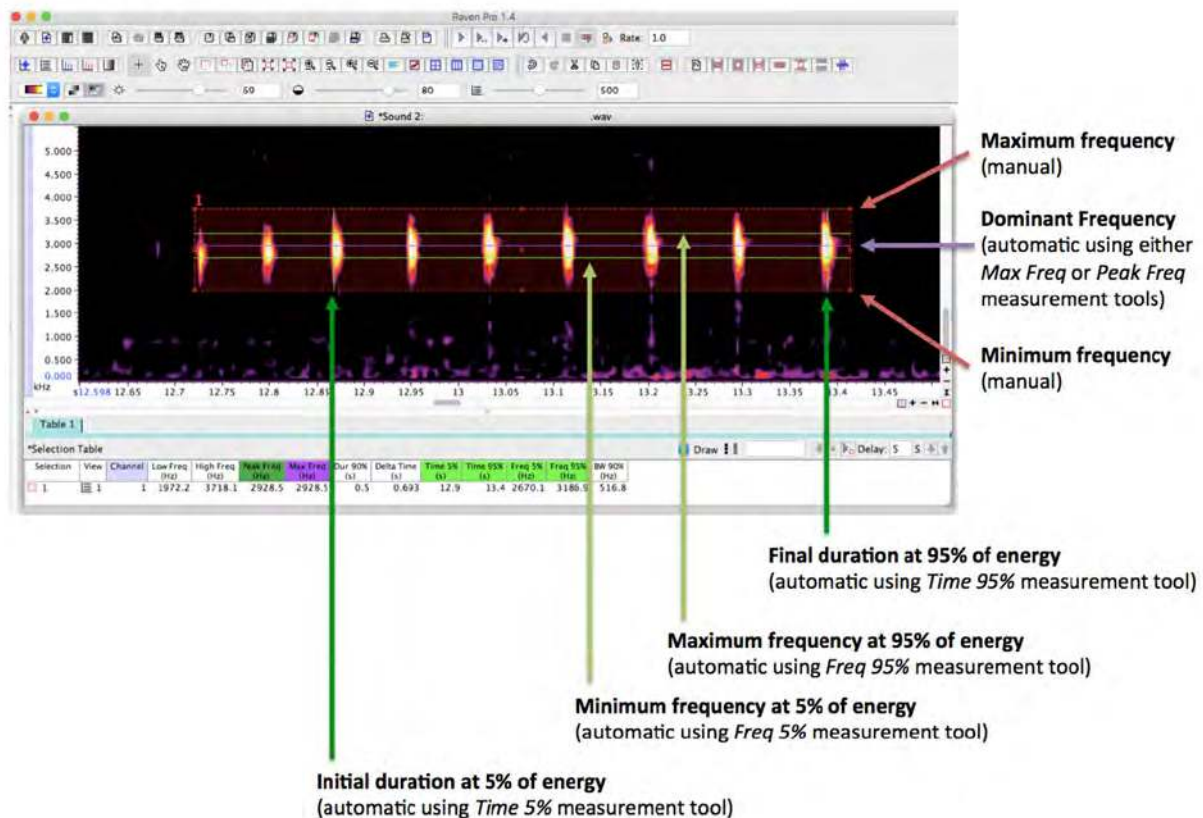 Raven Pro 1.4
Rate: 1.0
50 80 500
*Sound 2: .wav
5.000
4.500
4.000
3.500
3.000
2.500
2.000
1.500
1.000
0.500
0.000
kHz
1
s12.598 12.65 12.7 12.75 12.8 12.85 12.9 12.95 13 13.05 13.1 13.15 13.2 13.25 13.3 13.35 13.4 13.45
Maximum frequency
(manual)
Dominant Frequency
(automatic using either
Max Freq or Peak Freq
measurement tools)
Minimum frequency
(manual)
Table 1
*Selection Table
Draw Delay: 5 S
Selection View Channel Low Freq (Hz) High Freq (Hz) Peak Freq (Hz) Max Freq (Hz) Dur 90% (s) Delta Time (s) Time 5% (s) Time 95% (s) Freq 5% (Hz) Freq 95% (Hz) BW 90% (Hz)
1 1 1 1972.2 3718.1 2928.5 2928.5 0.5 0.693 12.9 13.4 2670.1 3186.9 516.8
Final duration at 95% of energy
(automatic using Time 95% measurement tool)
Maximum frequency at 95% of energy
(automatic using Freq 95% measurement tool)
Minimum frequency at 5% of energy
(automatic using Freq 5% measurement tool)
Initial duration at 5% of energy
(automatic using Time 5% measurement tool)